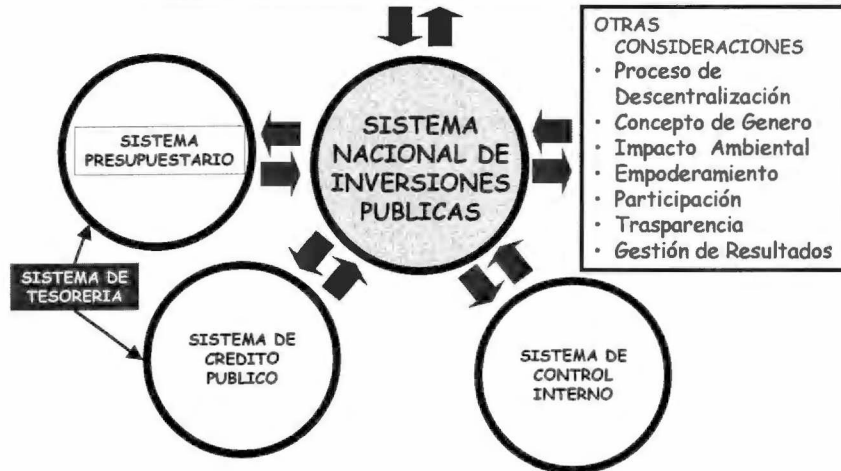 OTRAS
CONSIDERACIONES
• Proceso de
Descentralización
• Concepto de Genero
• Impacto Ambiental
• Empoderamiento
• Participación
• Trasparencia
• Gestión de Resultados
SISTEMA
NACIONAL DE
INVERSIONES
PUBLICAS
SISTEMA
PRESUPUESTARIO
SISTEMA DE
TESORERIA
SISTEMA DE
CREDITO
PUBLICO
SISTEMA DE
CONTROL
INTERNO